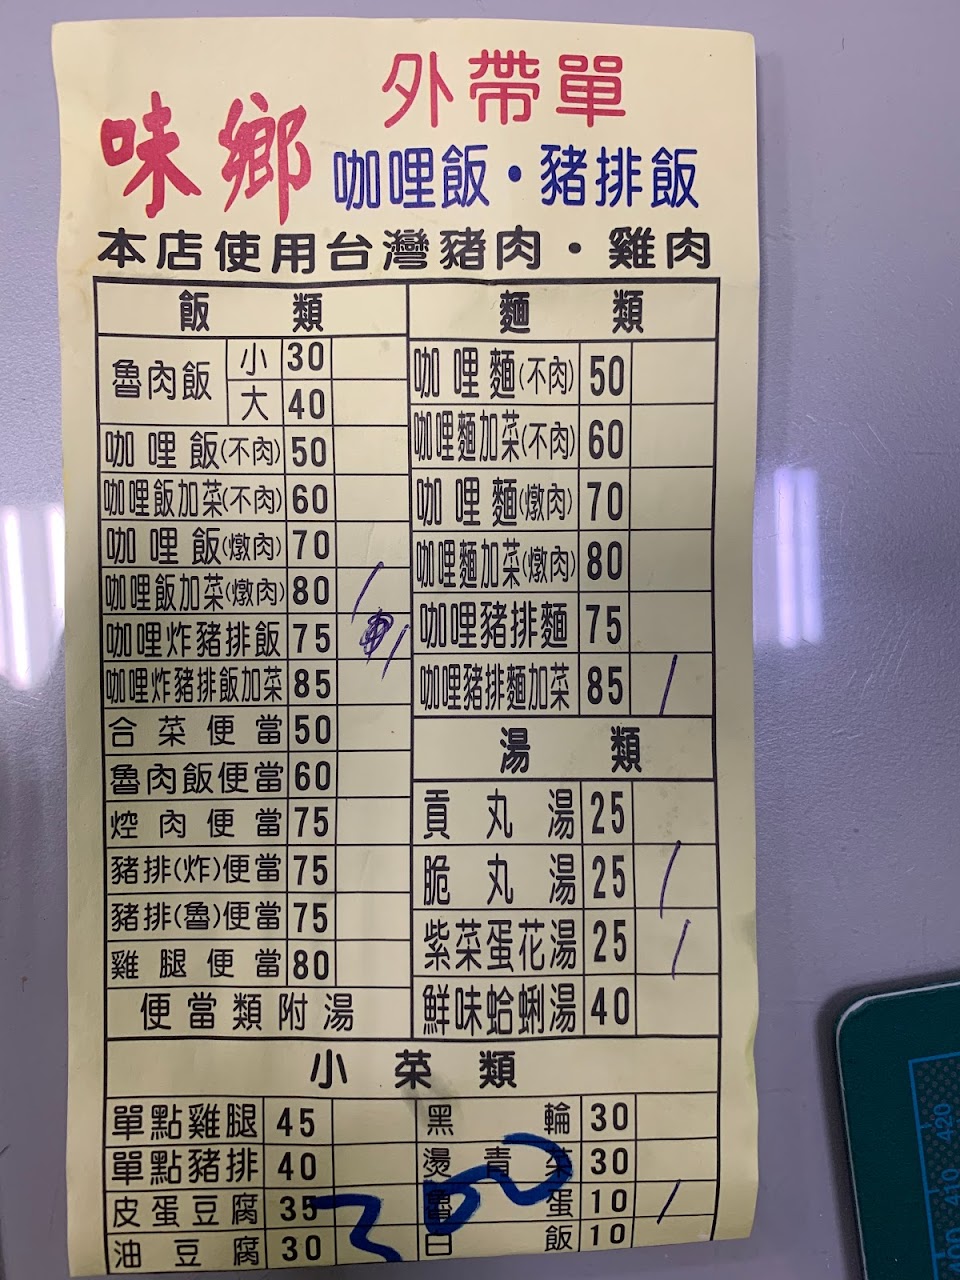 外帶單
味鄉
咖哩飯・豬排飯
本店使用台灣豬肉・雞肉
飯類
魯肉飯 小 30
大 40
咖哩飯(不肉) 50
咖哩飯加菜(不肉) 60
咖哩飯(燉肉) 70
咖哩飯加菜(燉肉) 80 /
咖哩炸豬排飯 75 /
咖哩炸豬排飯加菜 85
合菜便當 50
魯肉飯便當 60
焢肉便當 75
豬排(炸)便當 75
豬排(魯)便當 75
雞腿便當 80
便當類附湯
麵類
咖哩麵(不肉) 50
咖哩麵加菜(不肉) 60
咖哩麵(燉肉) 70
咖哩麵加菜(燉肉) 80
咖哩豬排麵 75
咖哩豬排麵加菜 85 /
湯類
貢丸湯 25
脆丸湯 25 /
紫菜蛋花湯 25 /
鮮味蛤蜊湯 40
小菜類
單點雞腿 45
單點豬排 40
皮蛋豆腐 35
油豆腐 30
黑輪 30
燙青菜 30
魯蛋 10 /
白飯 10
300
420
410
400